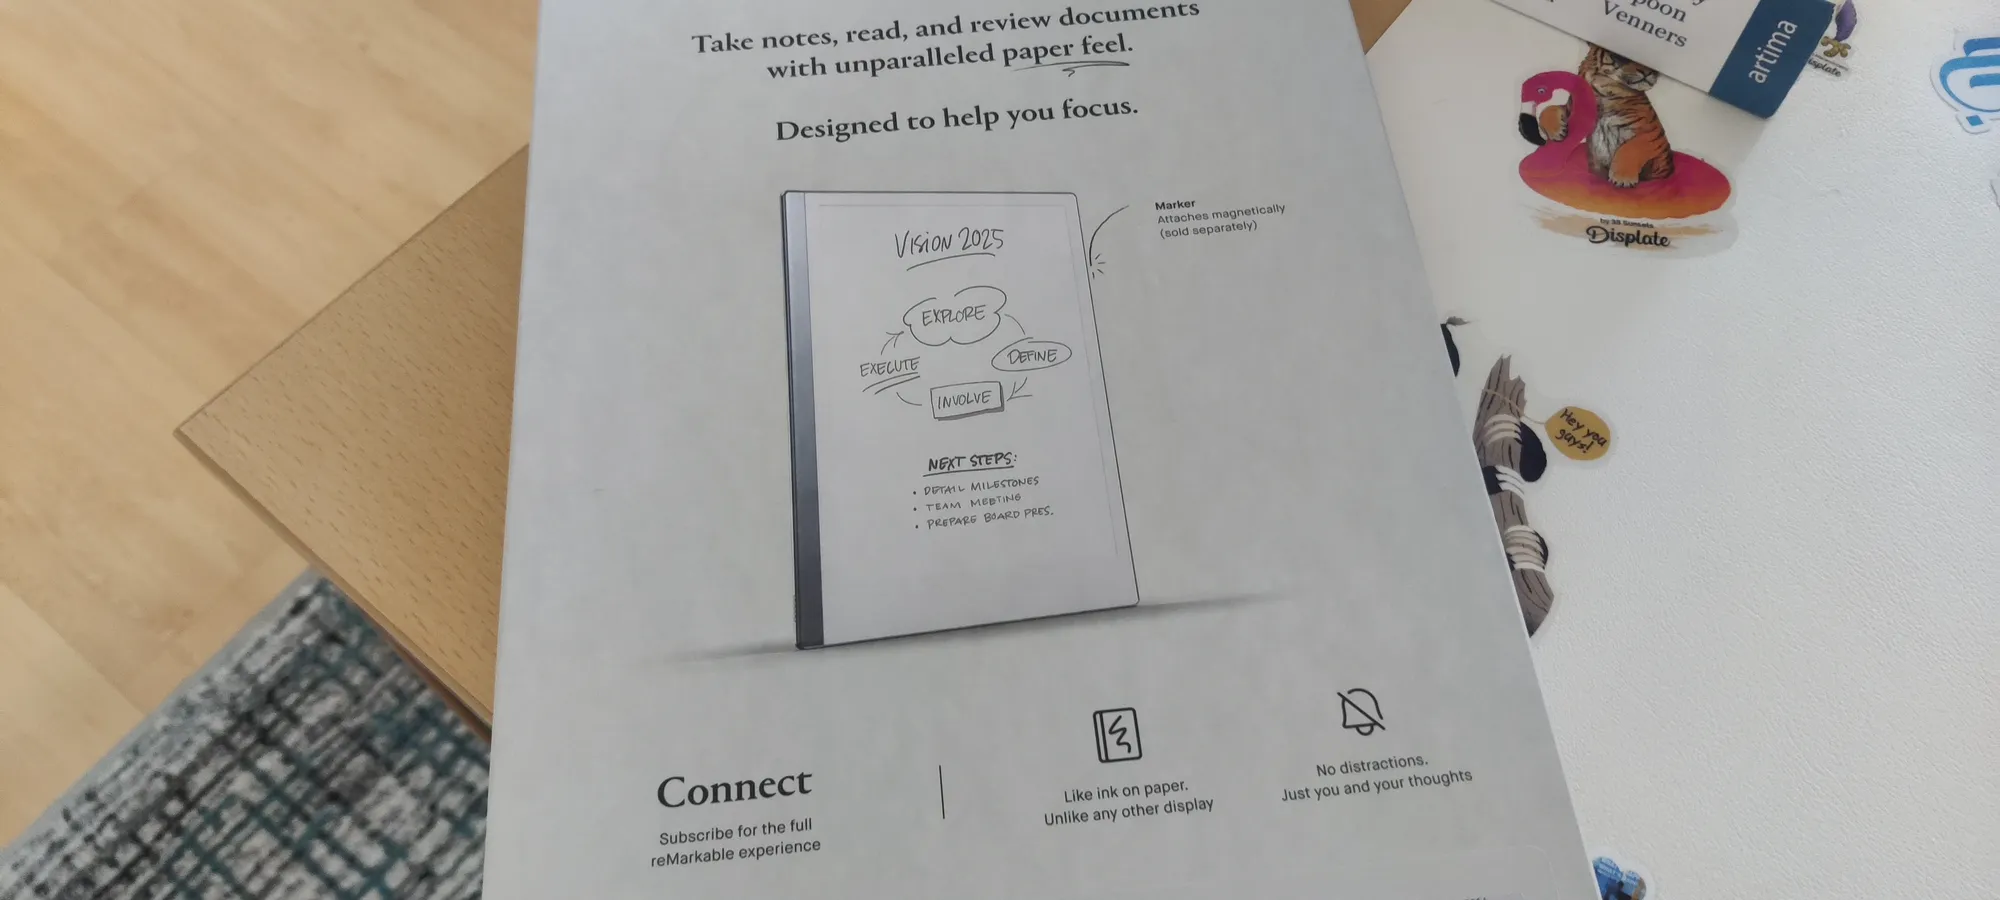 Take notes, read, and review documents
with unparalleled paper feel.
Designed to help you focus.
Marker
Attaches magnetically
(sold separately)
VISION 2025
EXPLORE
DEFINE
EXECUTE
INVOLVE
NEXT STEPS:
• DETAIL MILESTONES
• TEAM MEETING
• PREPARE BOARD PRES.
Connect
Subscribe for the full
reMarkable experience
Like ink on paper.
Unlike any other display
No distractions.
Just you and your thoughts
Venners
artima
Displate
Hey you
guys!